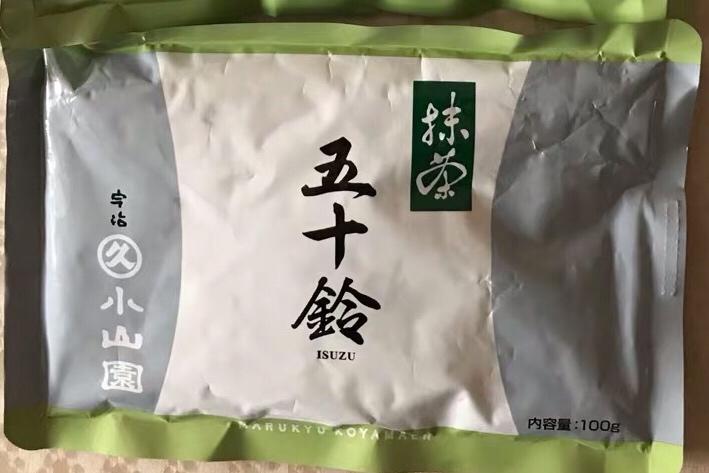 抹茶
五十鈴
ISUZU
宇治
久
小山園
内容量:100g
MARUKYU KOYAMAEN